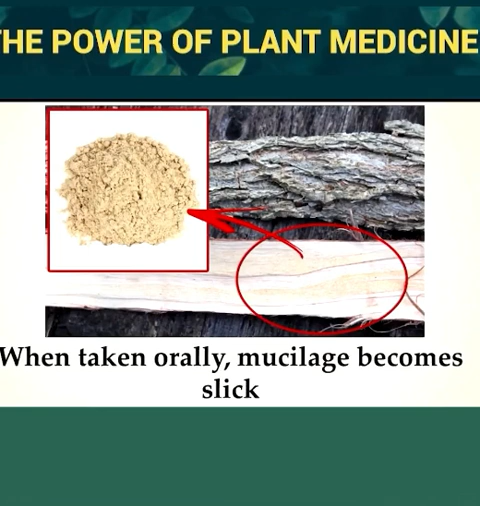 THE POWER OF PLANT MEDICINE
When taken orally, mucilage becomes
slick